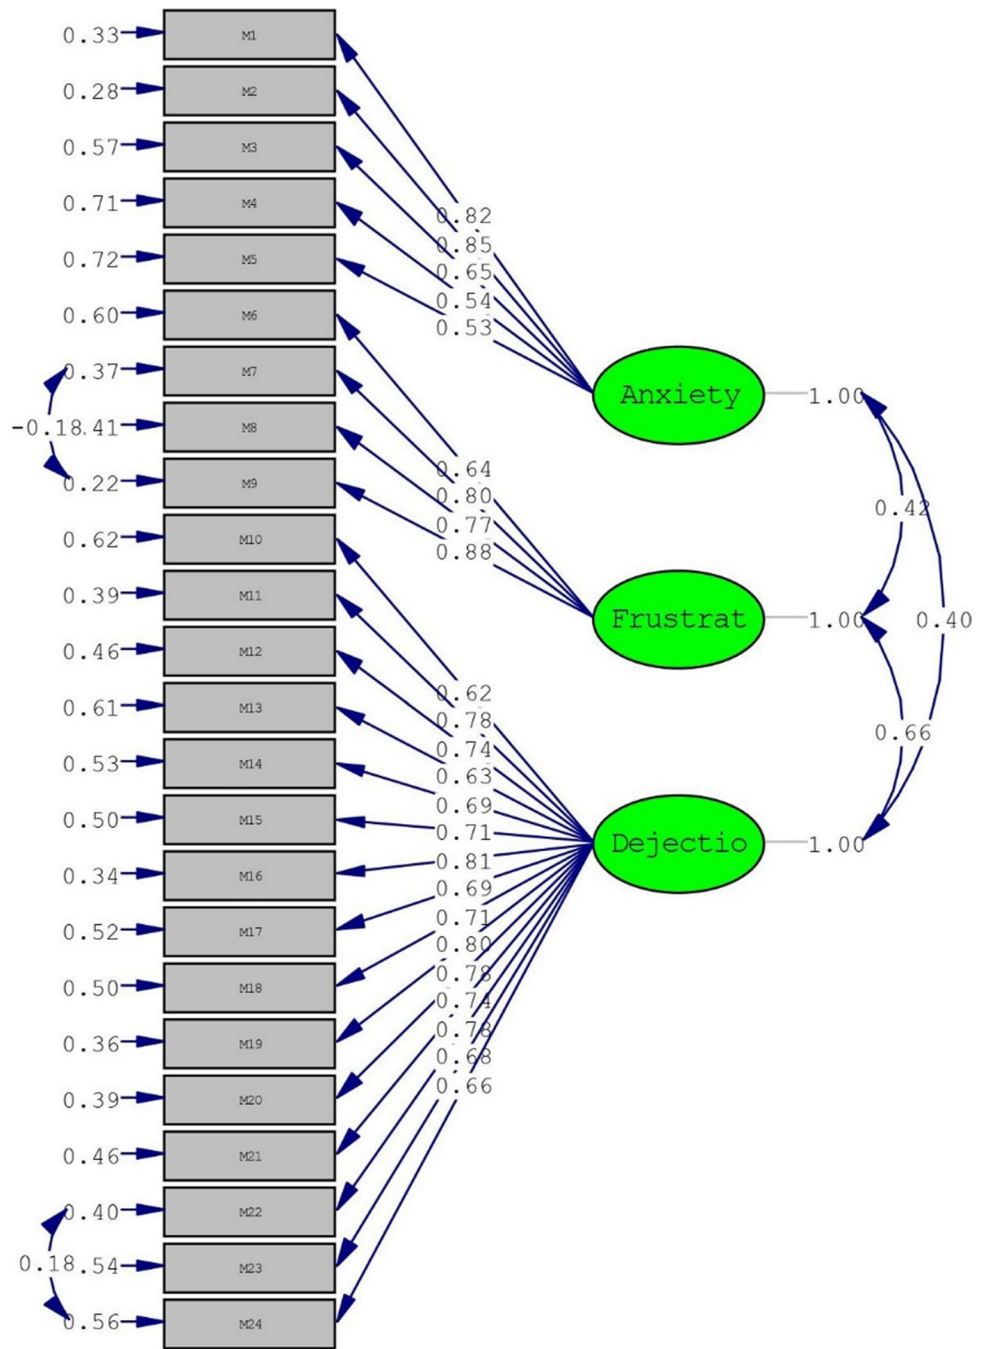 0.33 M1
0.28 M2
0.57 M3
0.71 M4
0.72 M5
0.60 M6
0.37 M7
-0.18 .41 M8
0.22 M9
0.62 M10
0.39 M11
0.46 M12
0.61 M13
0.53 M14
0.50 M15
0.34 M16
0.52 M17
0.50 M18
0.36 M19
0.39 M20
0.46 M21
0.40 M22
0.18 .54 M23
0.56 M24
0.82
0.85
0.65
0.54
0.53
0.64
0.80
0.77
0.88
0.62
0.78
0.74
0.63
0.69
0.71
0.81
0.69
0.71
0.80
0.78
0.74
0.78
0.68
0.66
Anxiety 1.00
Frustrat 1.00
Dejectio 1.00
0.42
0.40
0.66